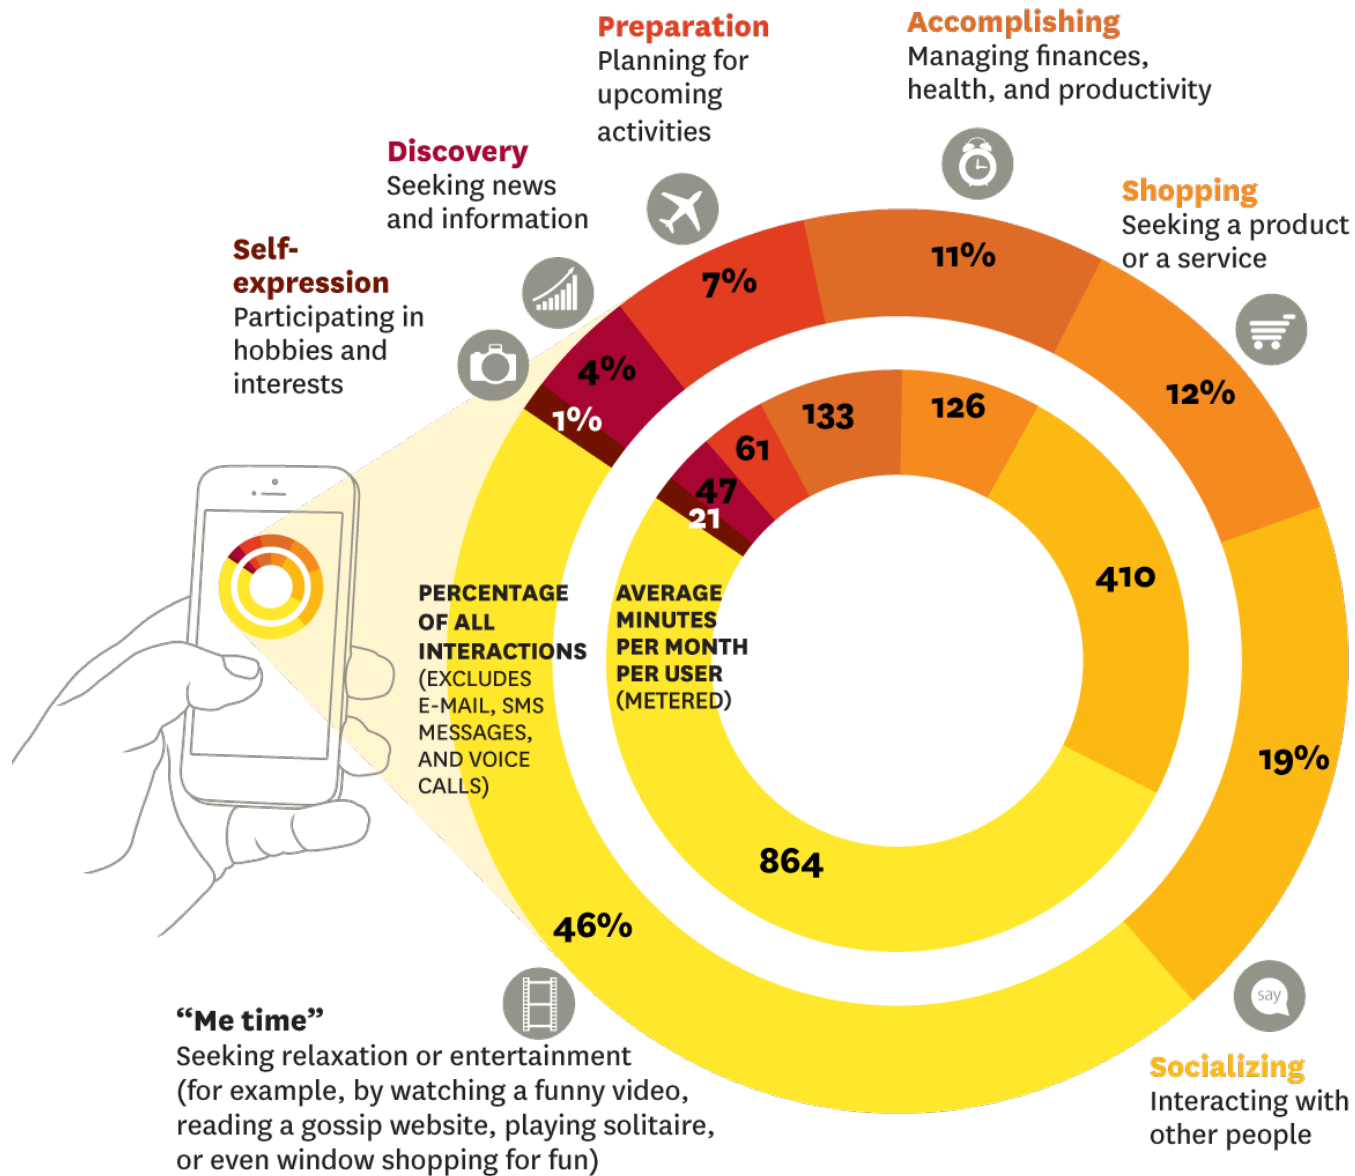 Preparation
Planning for
upcoming
activities
Accomplishing
Managing finances,
health, and productivity
Discovery
Seeking news
and information
Shopping
Seeking a product
or a service
Self-
expression
Participating in
hobbies and
interests
7%
11%
4%
12%
1%
19%
46%
133
126
61
47
21
410
864
PERCENTAGE
OF ALL
INTERACTIONS
(EXCLUDES
E-MAIL, SMS
MESSAGES,
AND VOICE
CALLS)
AVERAGE
MINUTES
PER MONTH
PER USER
(METERED)
“Me time”
Seeking relaxation or entertainment
(for example, by watching a funny video,
reading a gossip website, playing solitaire,
or even window shopping for fun)
say
Socializing
Interacting with
other people